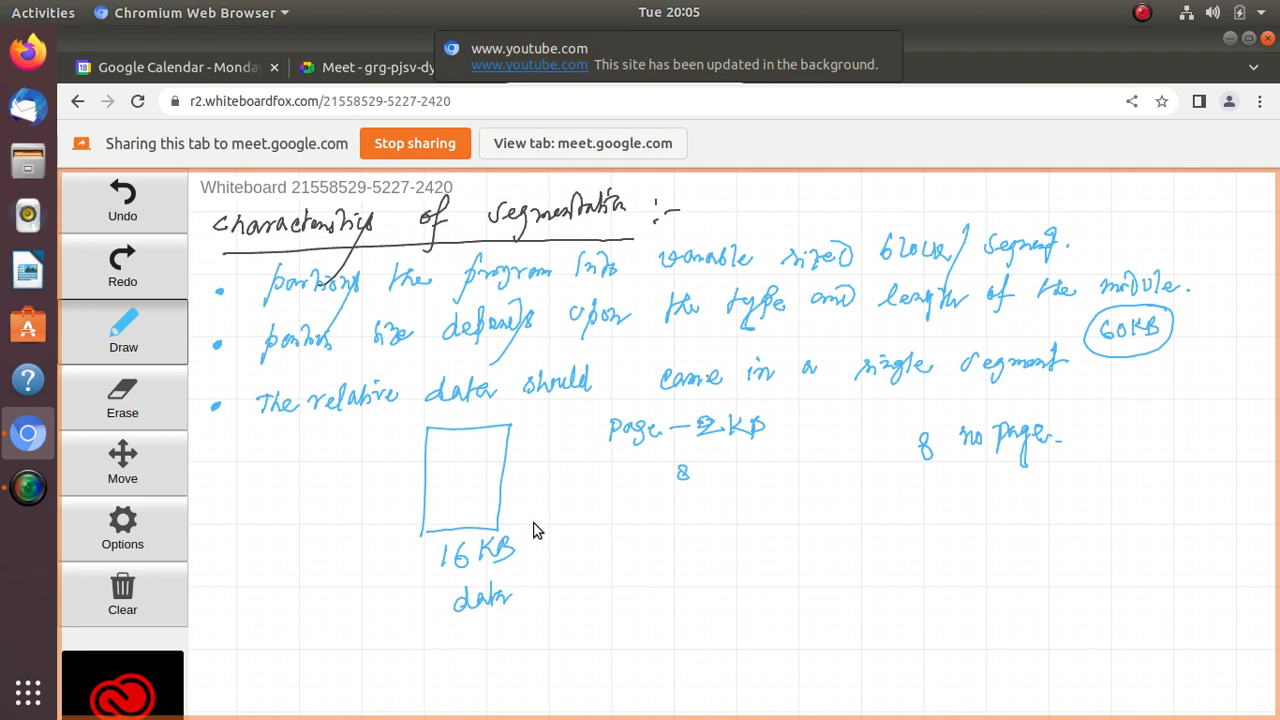 Activities Chromium Web Browser Tue 20:05
www.youtube.com
www.youtube.com This site has been updated in the background.
Google Calendar - Monday
Meet - grg-pjsv-dy
r2.whiteboardfox.com/21558529-5227-2420
Sharing this tab to meet.google.com Stop sharing View tab: meet.google.com
Whiteboard 21558529-5227-2420
Undo
Redo
Draw
Erase
Move
Options
Clear
characteristics of segmentation :-
• partions the program into variable sized block/ segment.
• size depends upon the type and length of the module.
60KB
• The relative data should came in a single segment
page - 2 KB
8
8 no page.
16 KB
data